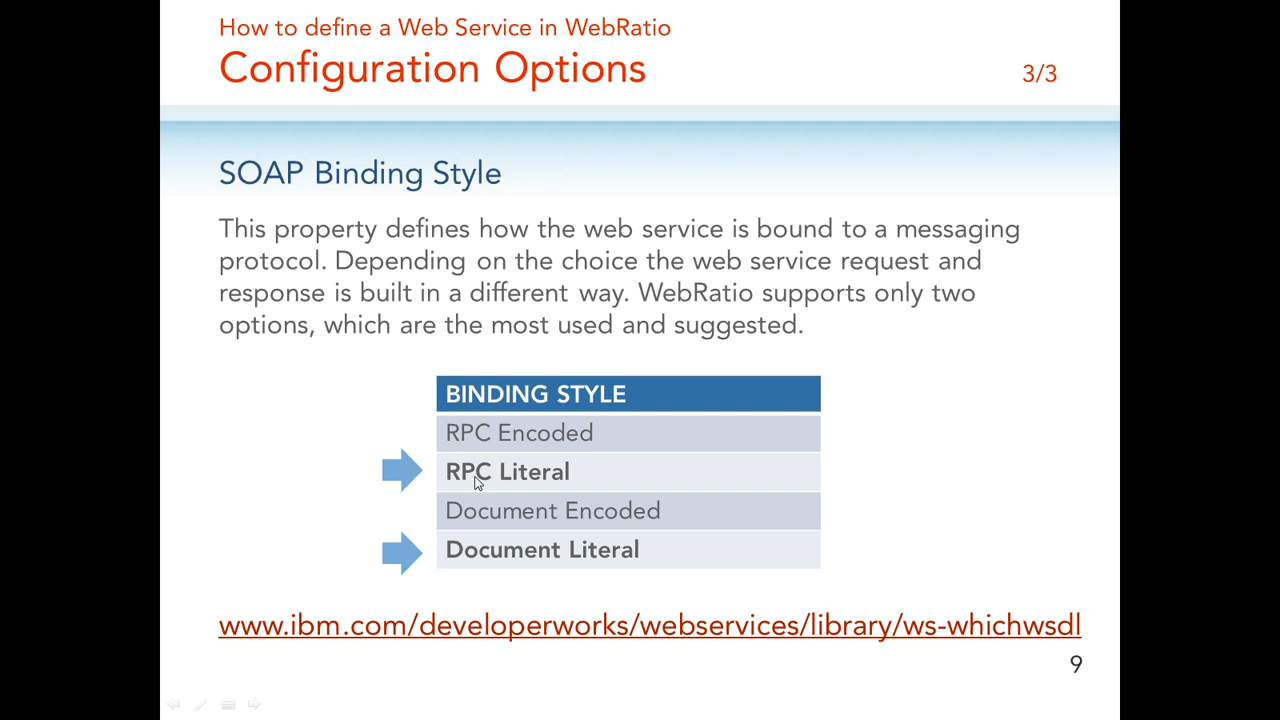 How to define a Web Service in WebRatio
Configuration Options
3/3
SOAP Binding Style
This property defines how the web service is bound to a messaging
protocol. Depending on the choice the web service request and
response is built in a different way. WebRatio supports only two
options, which are the most used and suggested.
BINDING STYLE
RPC Encoded
RPC Literal
Document Encoded
Document Literal
www.ibm.com/developerworks/webservices/library/ws-whichwsdl
9